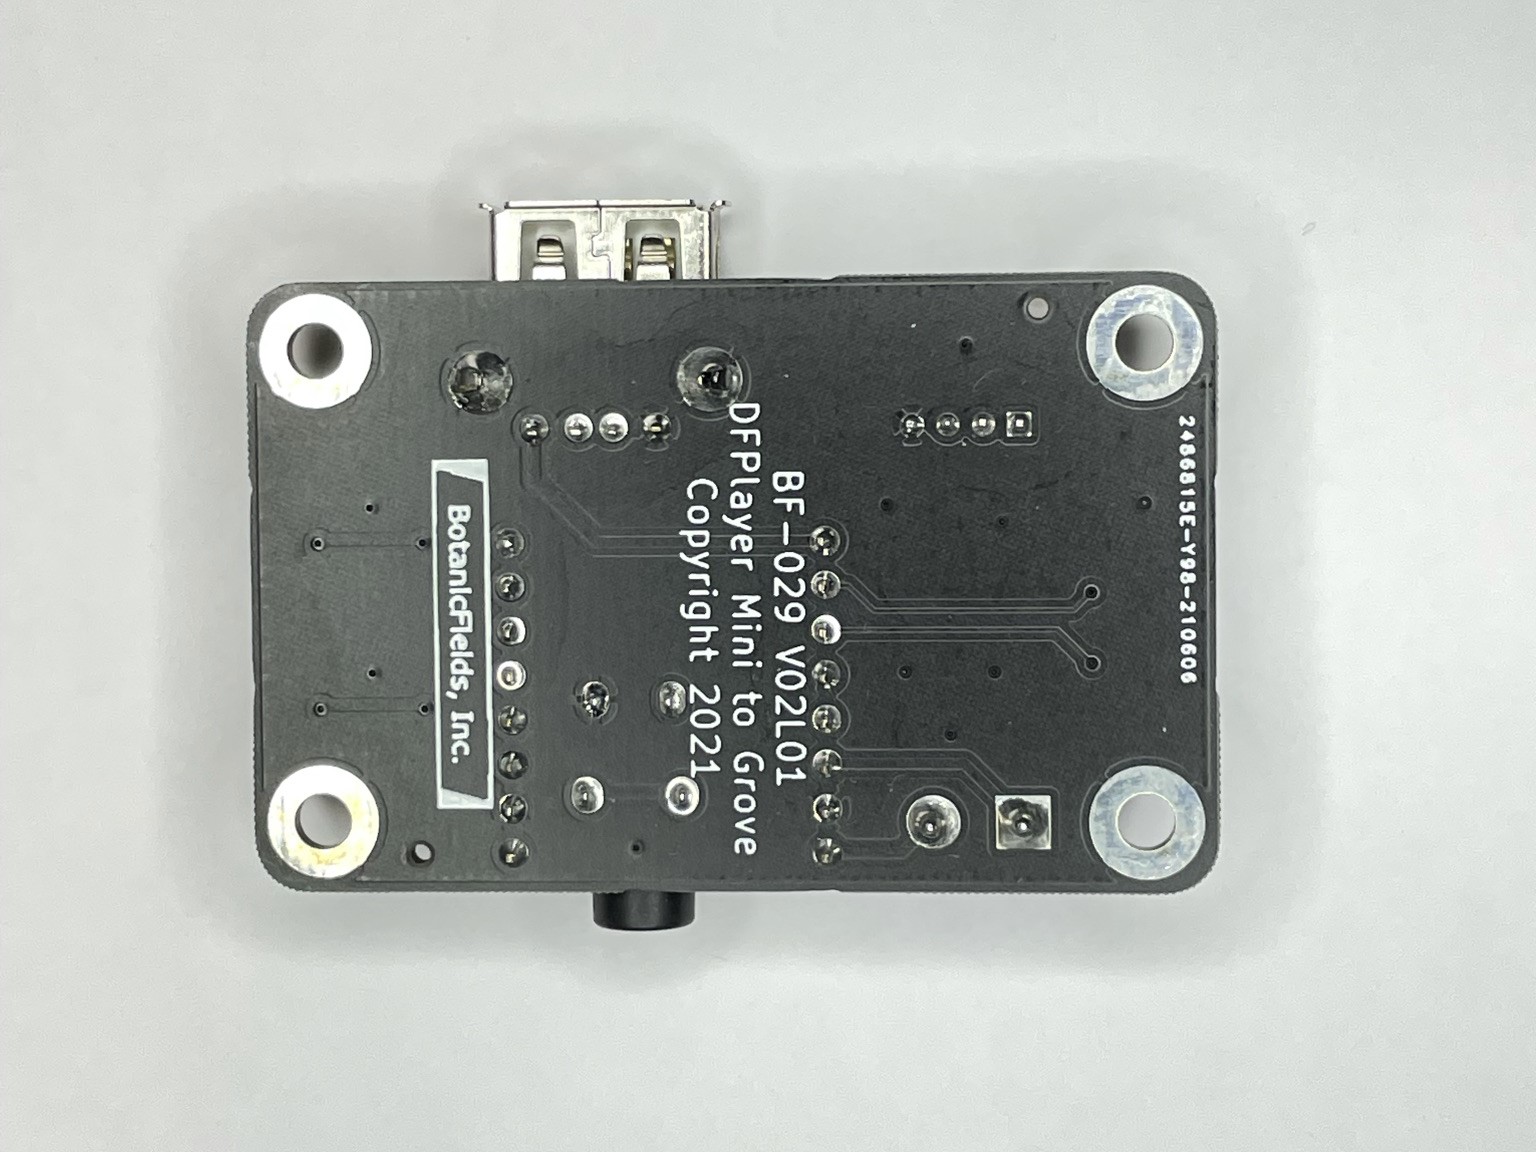 2486815E-Y98-210606
BF-029 V02L01
DFPlayer Mini to Grove
Copyright 2021
BotanicFields, Inc.